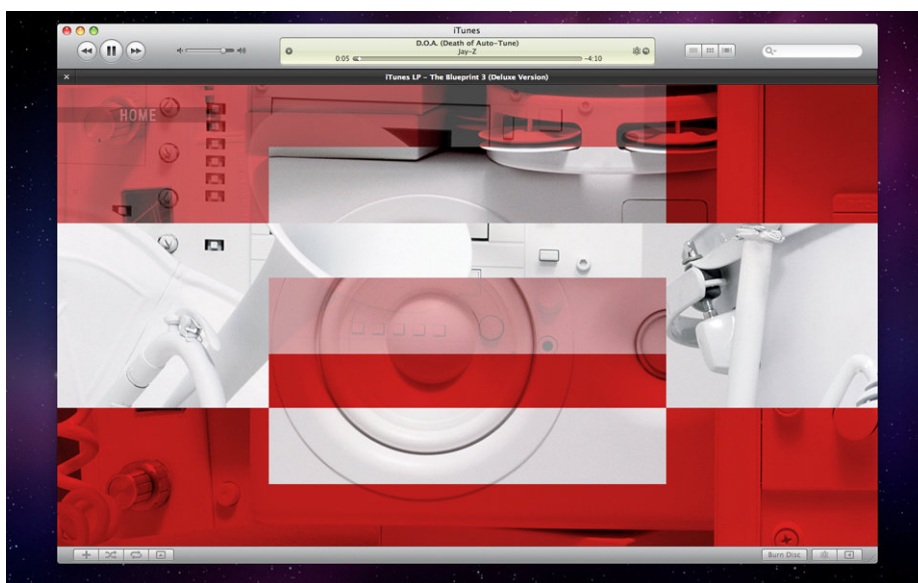 iTunes
D.O.A. (Death of Auto-Tune)
Jay-Z
0:05
-4:10
iTunes LP – The Blueprint 3 (Deluxe Version)
HOME
Burn Disc